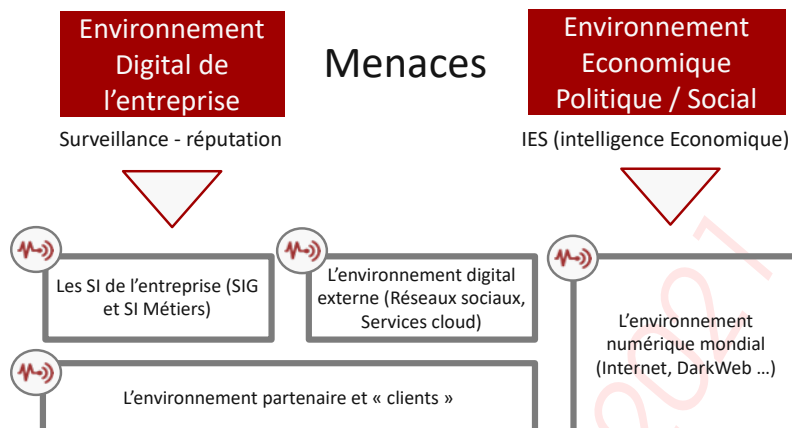 Environnement
Digital de
l'entreprise
Menaces
Environnement
Economique
Politique / Social
Surveillance - réputation
IES (intelligence Economique)
Les SI de l'entreprise (SIG
et SI Métiers)
L'environnement digital
externe (Réseaux sociaux,
Services cloud)
L'environnement
numérique mondial
(Internet, DarkWeb ...)
L'environnement partenaire et « clients »
2021